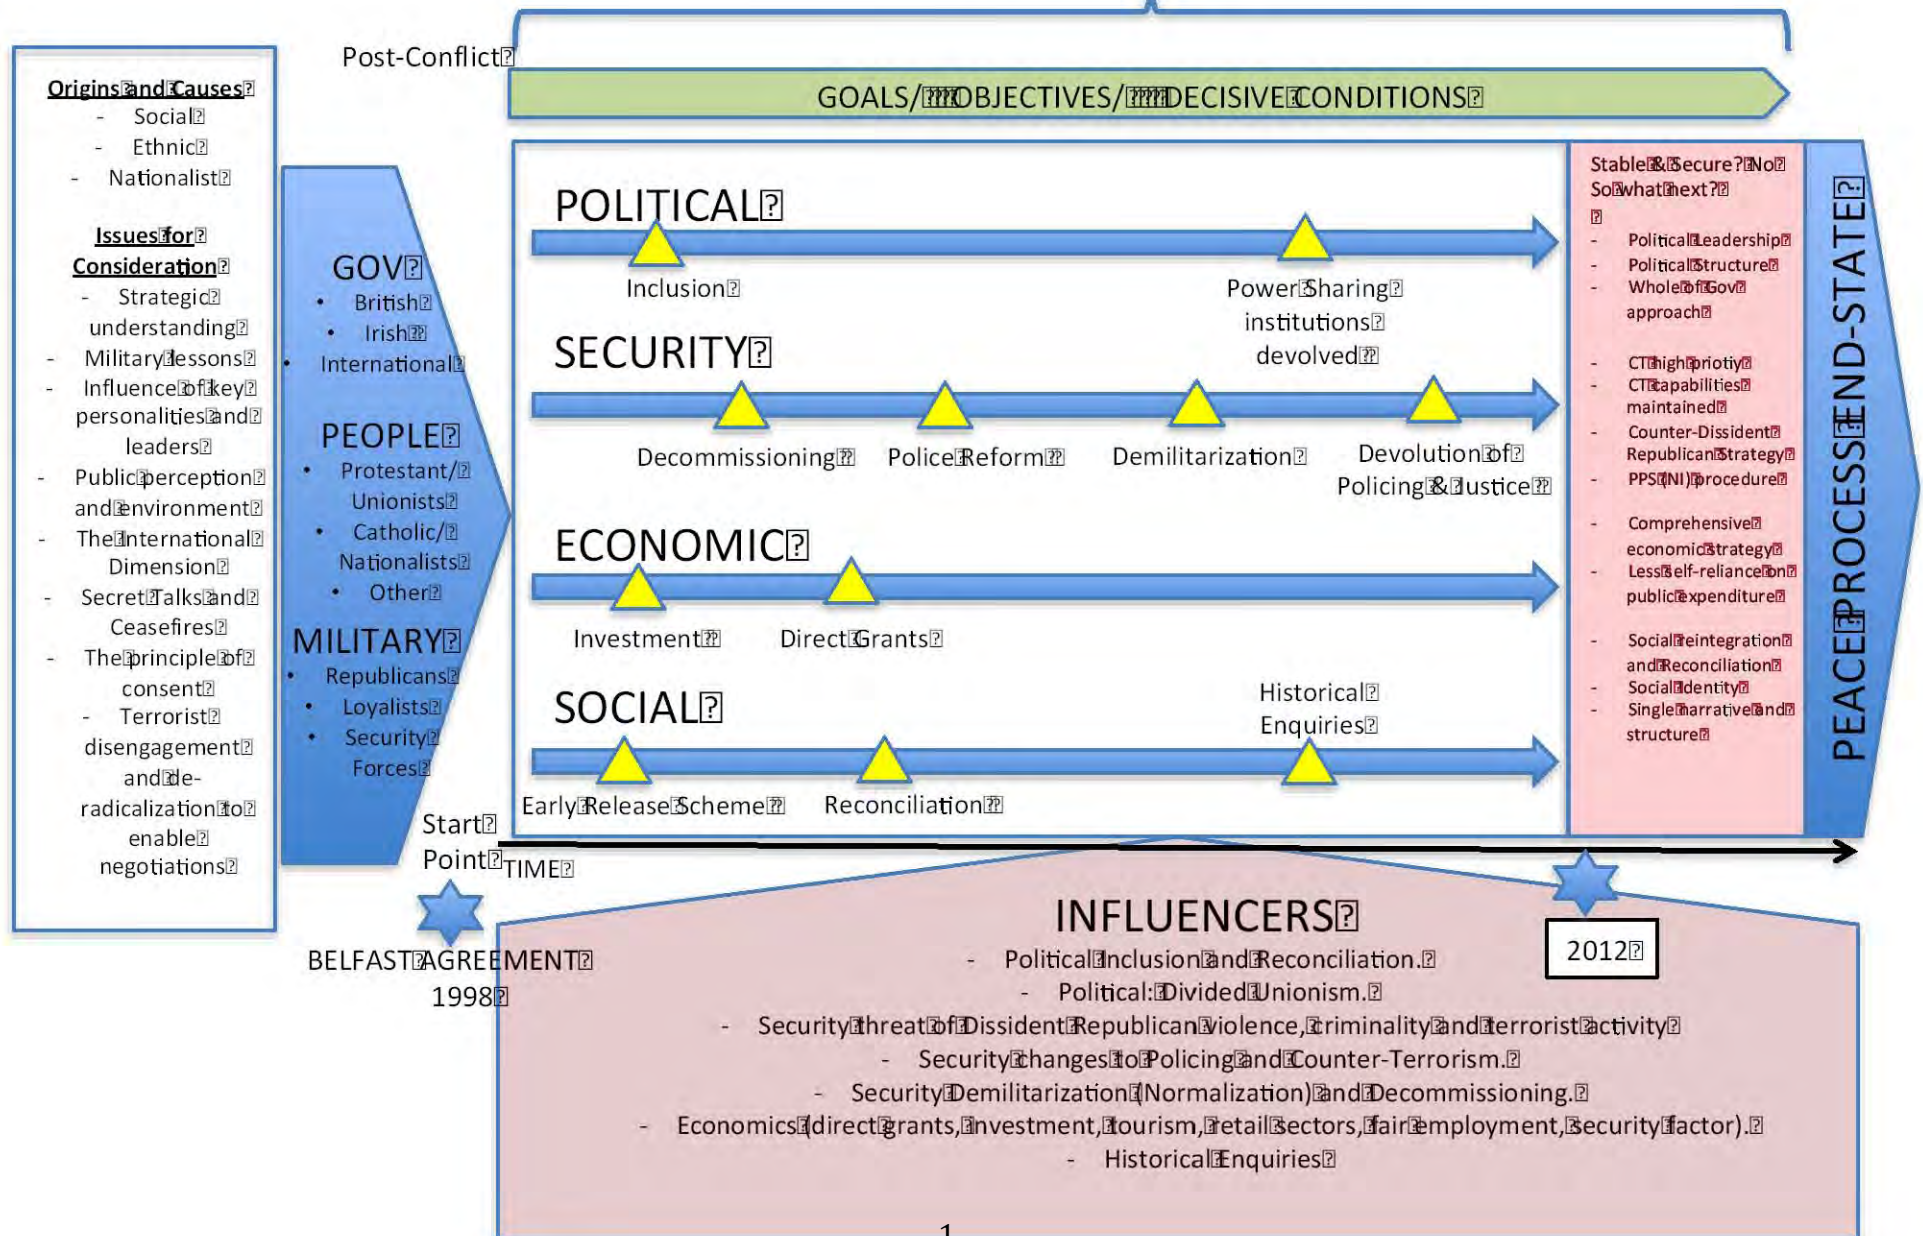 Post-Conflict
GOALS/ OBJECTIVES/ DECISIVE CONDITIONS
Origins and Causes
- Social
- Ethnic
- Nationalist
Issues for
Consideration
- Strategic
understanding
- Military lessons
- Influence of key
personalities and
leaders
- Public perception
and environment
- The International
Dimension
- Secret Talks and
Ceasefires
- The principle of
consent
- Terrorist
disengagement
and de-
radicalization to
enable
negotiations
GOV
• British
• Irish
• International
PEOPLE
• Protestant/
Unionists
• Catholic/
Nationalists
• Other
MILITARY
• Republicans
• Loyalists
• Security
Forces
POLITICAL
Inclusion
Power Sharing
institutions
devolved
SECURITY
Decommissioning
Police Reform
Demilitarization
Devolution of
Policing & Justice
ECONOMIC
Investment
Direct Grants
SOCIAL
Early Release Scheme
Reconciliation
Historical
Enquiries
Stable & Secure? No
So what next?
- Political Leadership
- Political Structure
- Whole of Gov
approach
- CT high priotiy
- CT capabilities
maintained
- Counter-Dissident
Republican Strategy
- PPS (NI) procedure
- Comprehensive
economic strategy
- Less self-reliance on
public expenditure
- Social reintegration
and Reconciliation
- Social Identity
- Single narrative and
structure
PEACE PROCESS END-STATE
Start
Point
TIME
BELFAST AGREEMENT
1998
2012
INFLUENCERS
- Political Inclusion and Reconciliation.
- Political: Divided Unionism.
- Security threat of Dissident Republican violence, criminality and terrorist activity
- Security changes to Policing and Counter-Terrorism.
- Security Demilitarization (Normalization) and Decommissioning.
- Economics (direct grants, investment, tourism, retail sectors, fair employment, security factor).
- Historical Enquiries
1